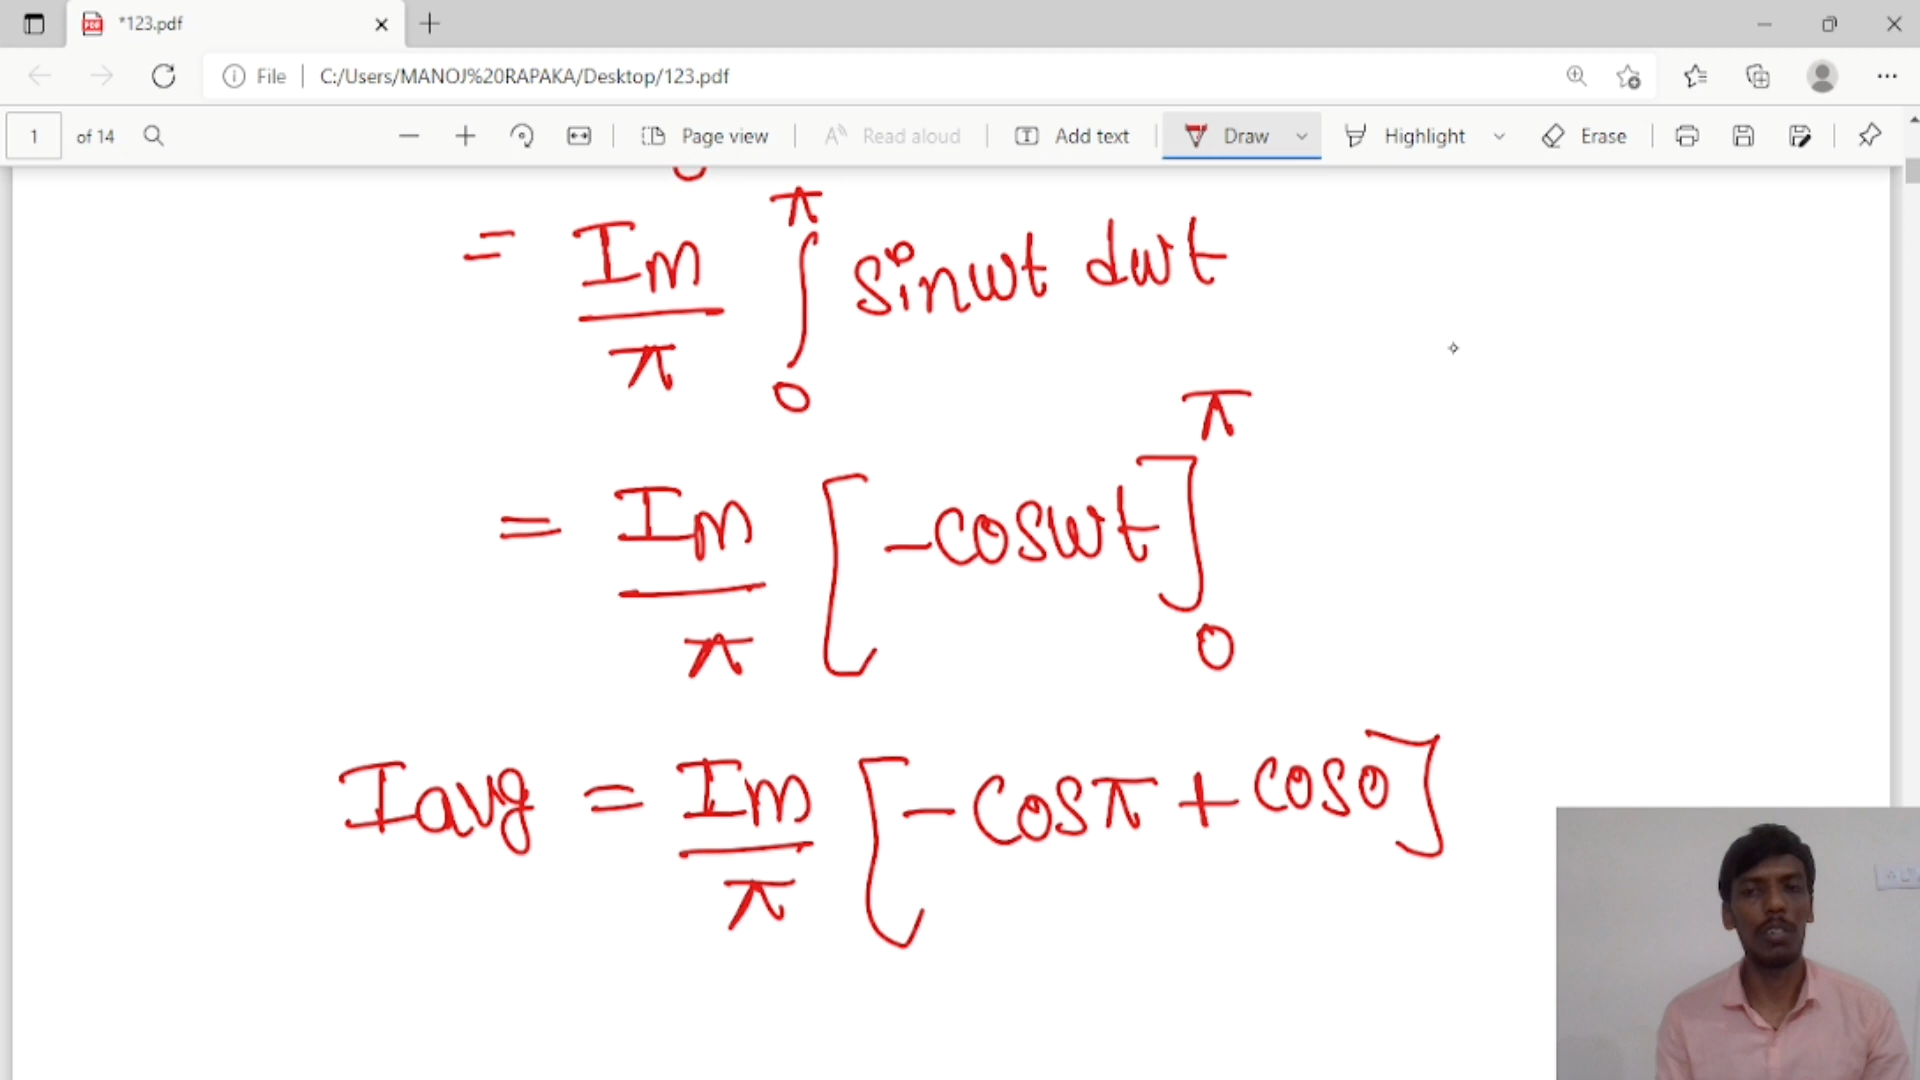 *123.pdf
File | C:/Users/MANOJ%20RAPAKA/Desktop/123.pdf
1 of 14 Page view Read aloud Add text Draw Highlight Erase
= Im/π ∫₀^π sinωt dωt
= Im/π [-cosωt]₀^π
Iavg = Im/π [-cosπ + cos0]